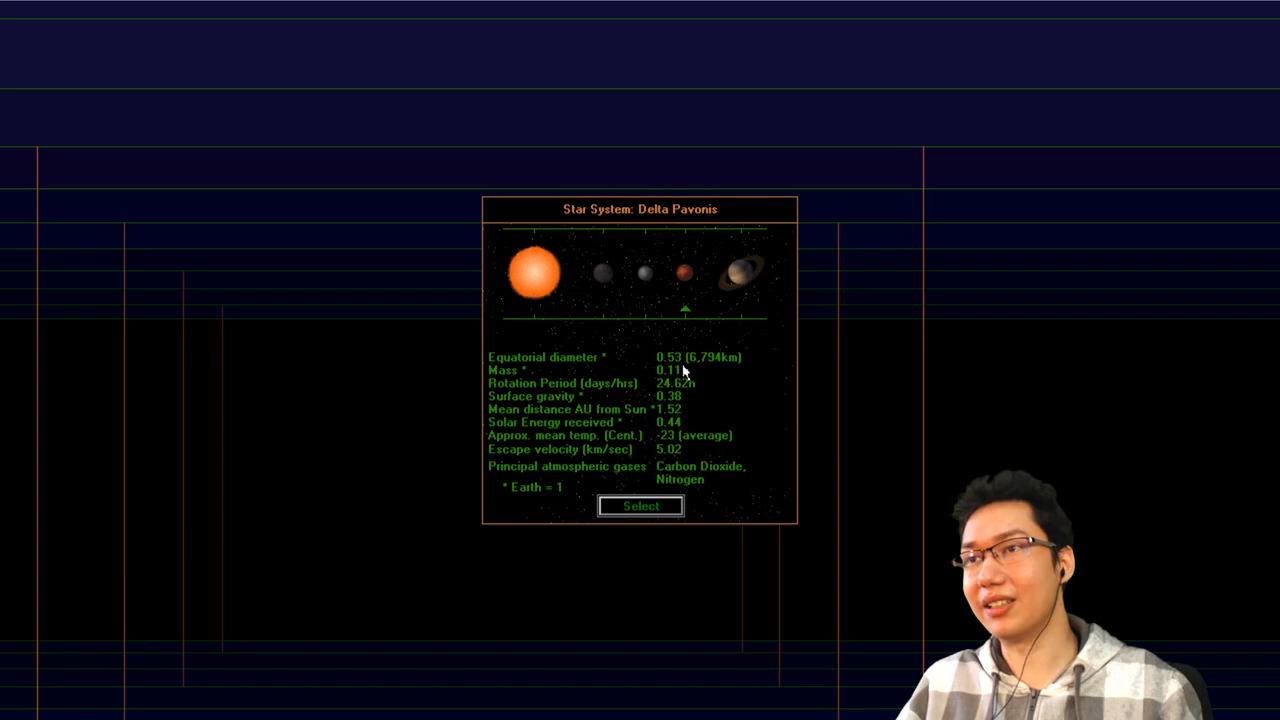 Star System: Delta Pavonis
Equatorial diameter * 0.53 (6,794km)
Mass * 0.11
Rotation Period (days/hrs) 24.62h
Surface gravity * 0.38
Mean distance AU from Sun * 1.52
Solar Energy received * 0.44
Approx. mean temp. (Cent.) -23 (average)
Escape velocity (km/sec) 5.02
Principal atmospheric gases Carbon Dioxide,
Nitrogen
* Earth = 1
Select